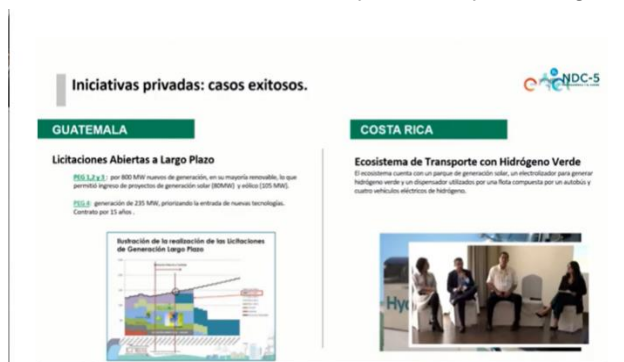 Iniciativas privadas: casos exitosos.
NDC-5
GUATEMALA
Licitaciones Abiertas a Largo Plazo
PEG 1,2 y 3 : por 800 MW nuevos de generación, en su mayoría renovable, lo que
permitió ingreso de proyectos de generación solar (80MW) y eólico (105 MW).
PEG 4: generación de 235 MW, priorizando la entrada de nuevas tecnologías.
Contrato por 15 años .
Ilustración de la realización de las Licitaciones
de Generación Largo Plazo
COSTA RICA
Ecosistema de Transporte con Hidrógeno Verde
El ecosistema cuenta con un parque de generación solar, un electrolizador para generar
hidrógeno verde y un dispensador utilizados por una flota compuesta por un autobús y
cuatro vehículos eléctricos de hidrógeno.
Hyd